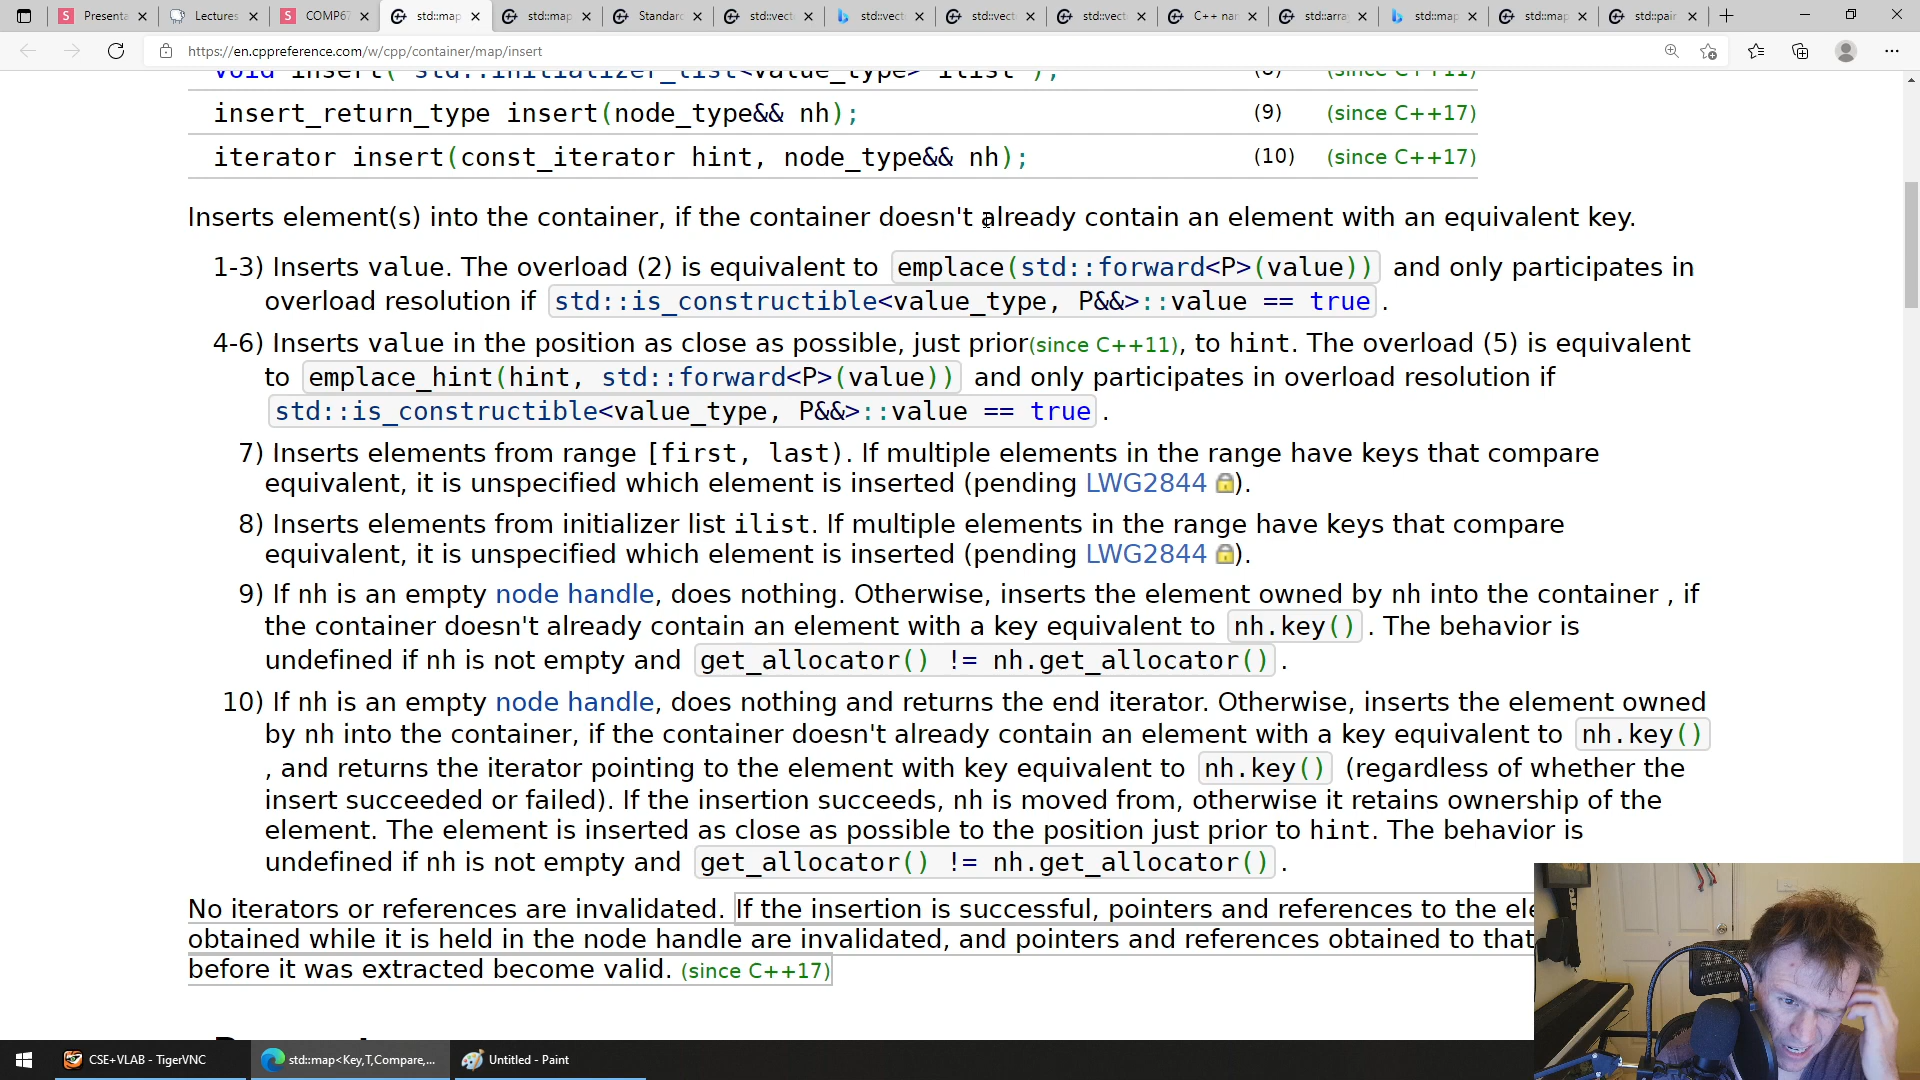 Presenta
Lectures
COMP67
std::map
std::map
Standard
std::vect
std::vect
std::vect
std::vect
C++ nar
std::arra
std::map
std::map
std::pair
https://en.cppreference.com/w/cpp/container/map/insert
void insert( std::initializer_list<value_type> ilist ); (8) (since C++11)
insert_return_type insert(node_type&& nh); (9) (since C++17)
iterator insert(const_iterator hint, node_type&& nh); (10) (since C++17)
Inserts element(s) into the container, if the container doesn't already contain an element with an equivalent key.
1-3) Inserts value. The overload (2) is equivalent to emplace(std::forward<P>(value)) and only participates in
overload resolution if std::is_constructible<value_type, P&&>::value == true.
4-6) Inserts value in the position as close as possible, just prior(since C++11), to hint. The overload (5) is equivalent
to emplace_hint(hint, std::forward<P>(value)) and only participates in overload resolution if
std::is_constructible<value_type, P&&>::value == true.
7) Inserts elements from range [first, last). If multiple elements in the range have keys that compare
equivalent, it is unspecified which element is inserted (pending LWG2844).
8) Inserts elements from initializer list ilist. If multiple elements in the range have keys that compare
equivalent, it is unspecified which element is inserted (pending LWG2844).
9) If nh is an empty node handle, does nothing. Otherwise, inserts the element owned by nh into the container , if
the container doesn't already contain an element with a key equivalent to nh.key(). The behavior is
undefined if nh is not empty and get_allocator() != nh.get_allocator().
10) If nh is an empty node handle, does nothing and returns the end iterator. Otherwise, inserts the element owned
by nh into the container, if the container doesn't already contain an element with a key equivalent to nh.key()
, and returns the iterator pointing to the element with key equivalent to nh.key() (regardless of whether the
insert succeeded or failed). If the insertion succeeds, nh is moved from, otherwise it retains ownership of the
element. The element is inserted as close as possible to the position just prior to hint. The behavior is
undefined if nh is not empty and get_allocator() != nh.get_allocator().
No iterators or references are invalidated. If the insertion is successful, pointers and references to the ele
obtained while it is held in the node handle are invalidated, and pointers and references obtained to that
before it was extracted become valid. (since C++17)
CSE+VLAB - TigerVNC
std::map<Key,T,Compare,...
Untitled - Paint